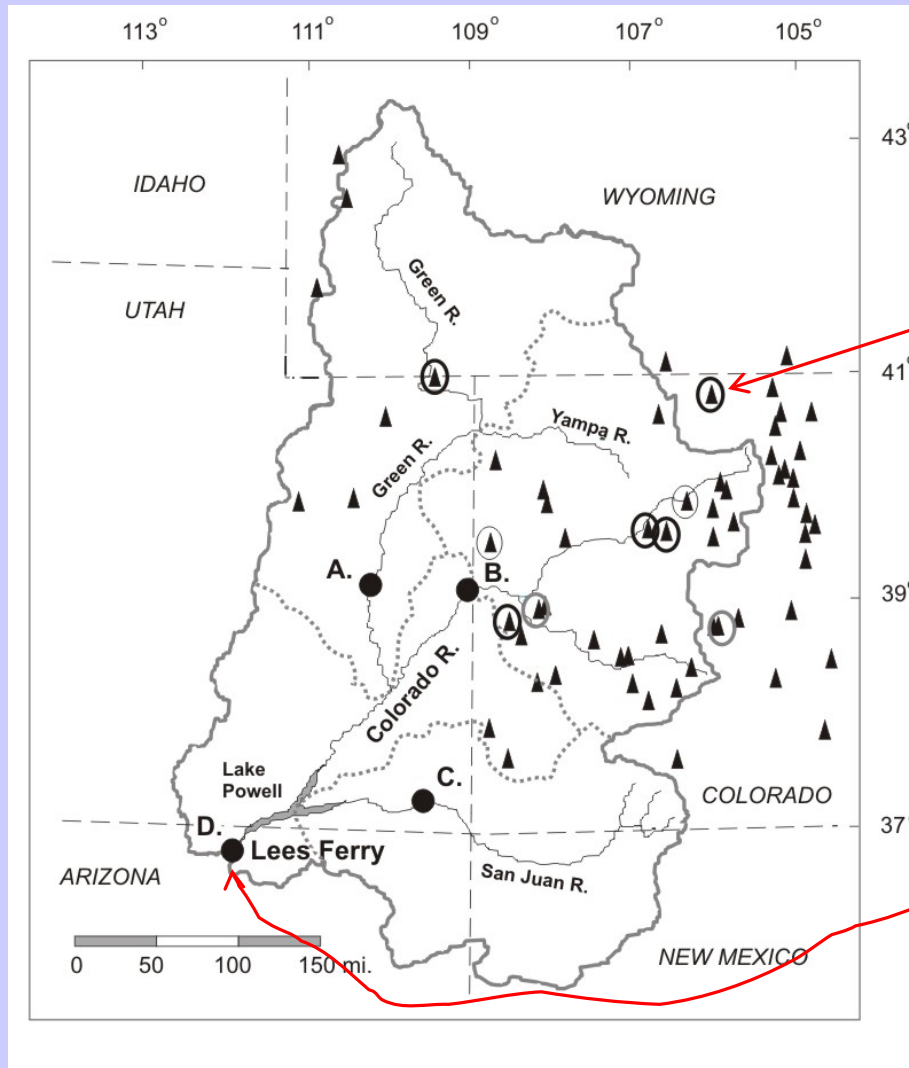 113° 111° 109° 107° 105°
43°
IDAHO
WYOMING
Green R.
UTAH
41°
Yampa R.
Green R.
A.
B.
39°
Colorado R.
Lake
Powell
C.
COLORADO
37°
D.
Lees Ferry
ARIZONA
San Juan R.
NEW MEXICO
0 50 100 150 mi.